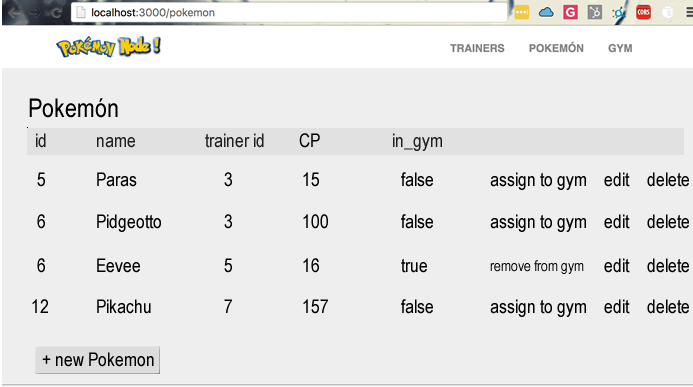 localhost:3000/pokemon
CORS
POKéMON Node !
TRAINERS POKEMÓN GYM
Pokemón
id name trainer id CP in_gym
5 Paras 3 15 false assign to gym edit delete
6 Pidgeotto 3 100 false assign to gym edit delete
6 Eevee 5 16 true remove from gym edit delete
12 Pikachu 7 157 false assign to gym edit delete
+ new Pokemon